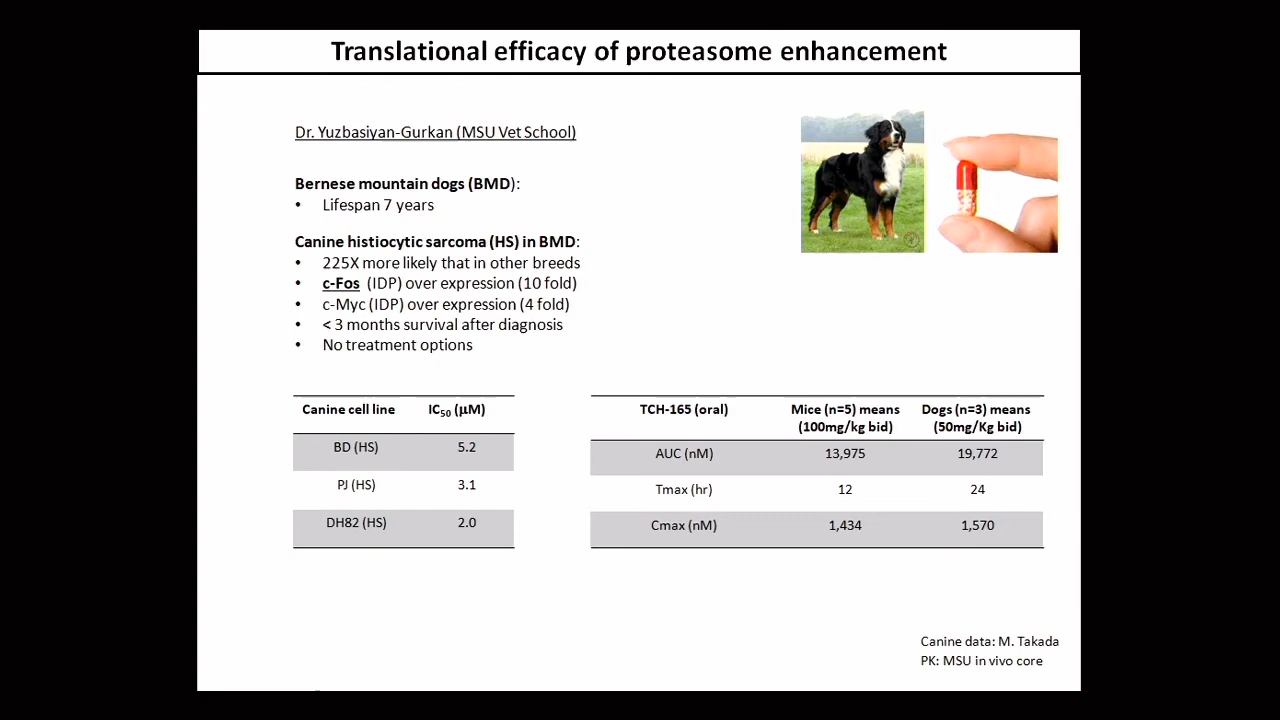 Translational efficacy of proteasome enhancement
Dr. Yuzbasiyan-Gurkan (MSU Vet School)
Bernese mountain dogs (BMD):
• Lifespan 7 years
Canine histiocytic sarcoma (HS) in BMD:
• 225X more likely that in other breeds
• c-Fos (IDP) over expression (10 fold)
• c-Myc (IDP) over expression (4 fold)
• < 3 months survival after diagnosis
• No treatment options
Canine cell line IC50 (μM)
BD (HS) 5.2
PJ (HS) 3.1
DH82 (HS) 2.0
TCH-165 (oral) Mice (n=5) means (100mg/kg bid) Dogs (n=3) means (50mg/Kg bid)
AUC (nM) 13,975 19,772
Tmax (hr) 12 24
Cmax (nM) 1,434 1,570
Canine data: M. Takada
PK: MSU in vivo core